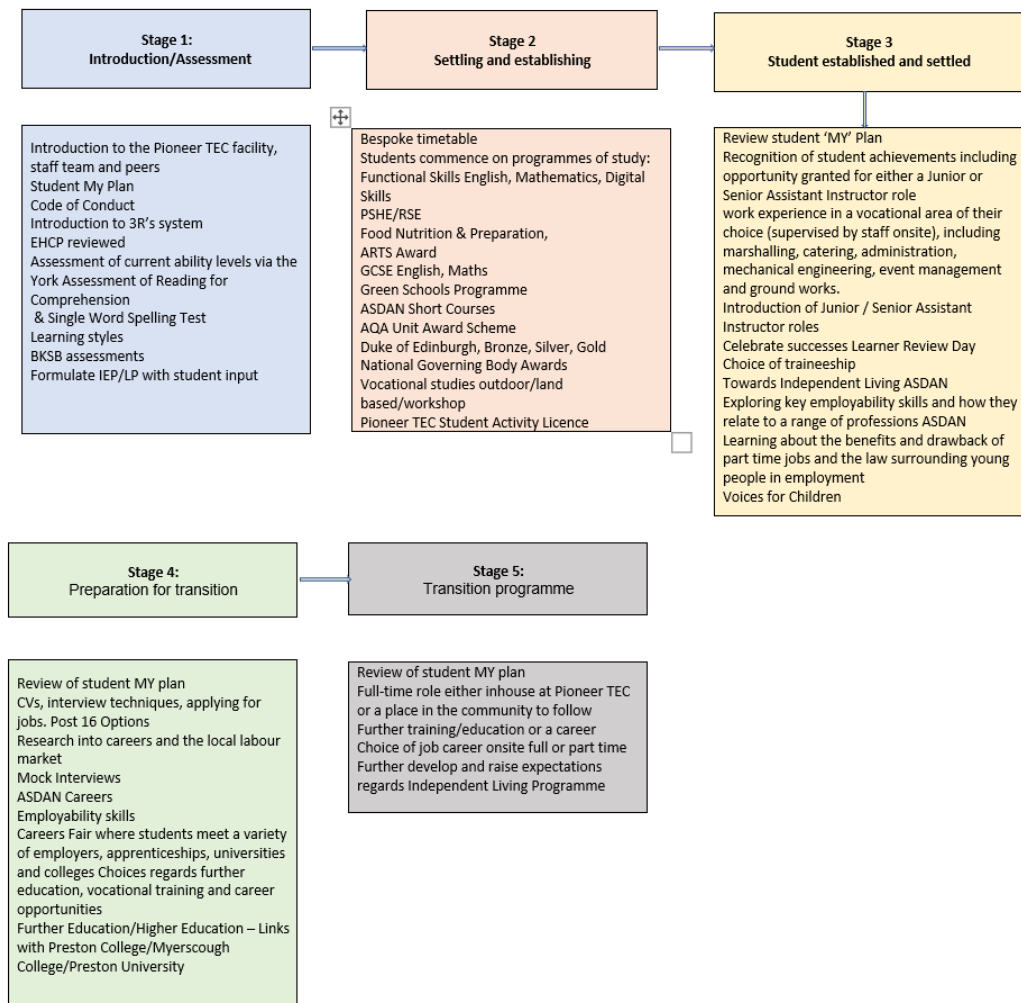 Stage 1:
Introduction/Assessment
Stage 2
Settling and establishing
Stage 3
Student established and settled
Introduction to the Pioneer TEC facility,
staff team and peers
Student My Plan
Code of Conduct
Introduction to 3R's system
EHCP reviewed
Assessment of current ability levels via the
York Assessment of Reading for
Comprehension
& Single Word Spelling Test
Learning styles
BKSB assessments
Formulate IEP/LP with student input
Bespoke timetable
Students commence on programmes of study:
Functional Skills English, Mathematics, Digital
Skills
PSHE/RSE
Food Nutrition & Preparation,
ARTS Award
GCSE English, Maths
Green Schools Programme
ASDAN Short Courses
AQA Unit Award Scheme
Duke of Edinburgh, Bronze, Silver, Gold
National Governing Body Awards
Vocational studies outdoor/land
based/workshop
Pioneer TEC Student Activity Licence
Review student ‘MY’ Plan
Recognition of student achievements including
opportunity granted for either a Junior or
Senior Assistant Instructor role
work experience in a vocational area of their
choice (supervised by staff onsite), including
marshalling, catering, administration,
mechanical engineering, event management
and ground works.
Introduction of Junior / Senior Assistant
Instructor roles
Celebrate successes Learner Review Day
Choice of traineeship
Towards Independent Living ASDAN
Exploring key employability skills and how they
relate to a range of professions ASDAN
Learning about the benefits and drawback of
part time jobs and the law surrounding young
people in employment
Voices for Children
Stage 4:
Preparation for transition
Stage 5:
Transition programme
Review of student MY plan
CVs, interview techniques, applying for
jobs. Post 16 Options
Research into careers and the local labour
market
Mock Interviews
ASDAN Careers
Employability skills
Careers Fair where students meet a variety
of employers, apprenticeships, universities
and colleges Choices regards further
education, vocational training and career
opportunities
Further Education/Higher Education – Links
with Preston College/Myerscough
College/Preston University
Review of student MY plan
Full-time role either inhouse at Pioneer TEC
or a place in the community to follow
Further training/education or a career
Choice of job career onsite full or part time
Further develop and raise expectations
regards Independent Living Programme